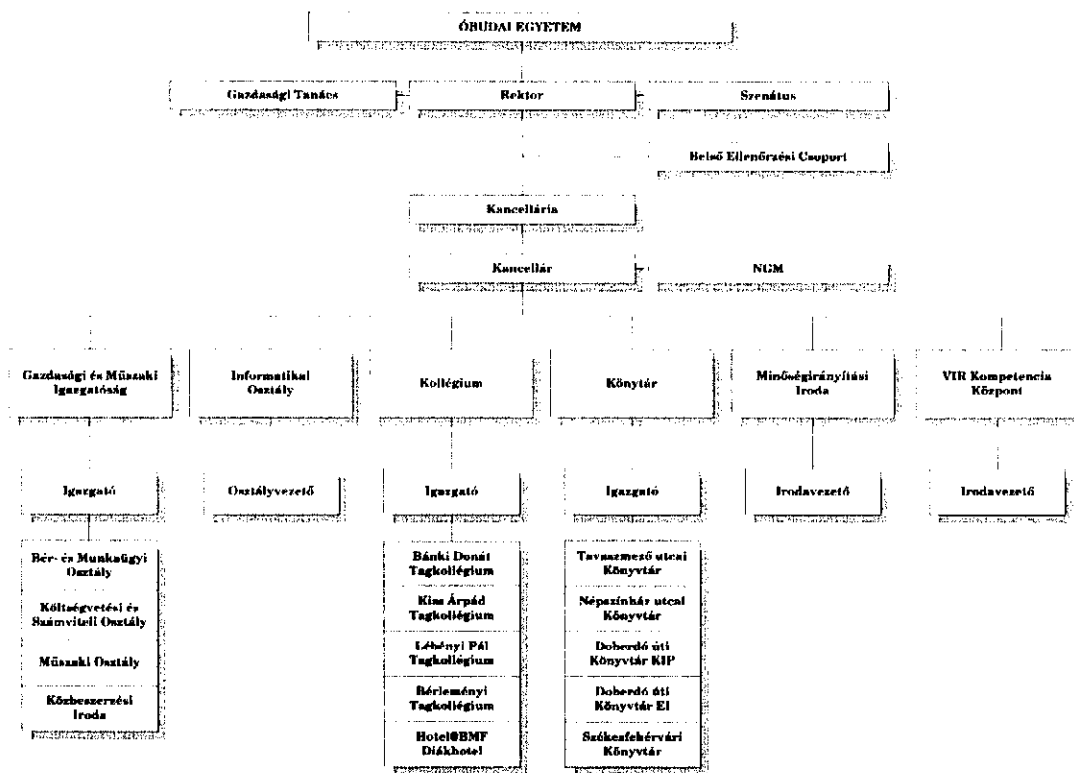 ÓBUDAI EGYETEM
Gazdasági Tanács
Rektor
Szenátus
Belső Ellenőrzési Csoport
Kancellária
Kancellár
NGM
Gazdasági és Műszaki
Igazgatóság
Informatikai
Osztály
Kollégium
Könytár
Minőségirányítási
Iroda
VIR Kompetencia
Központ
Igazgató
Osztályvezető
Igazgató
Igazgató
Irodavezető
Irodavezető
Bér- és Munkaügyi
Osztály
Költségvetési és
Számviteli Osztály
Műszaki Osztály
Közbeszerzési
Iroda
Bánki Donát
Tagkollégium
Kiss Árpád
Tagkollégium
Lébényi Pál
Tagkollégium
Bérleményi
Tagkollégium
Hotel@BMF
Diákhotel
Tavaszmező utcai
Könyvtár
Népszínház utcai
Könyvtár
Doberdó úti
Könyvtár KIP
Doberdó úti
Könyvtár EI
Székesfehérvári
Könyvtár